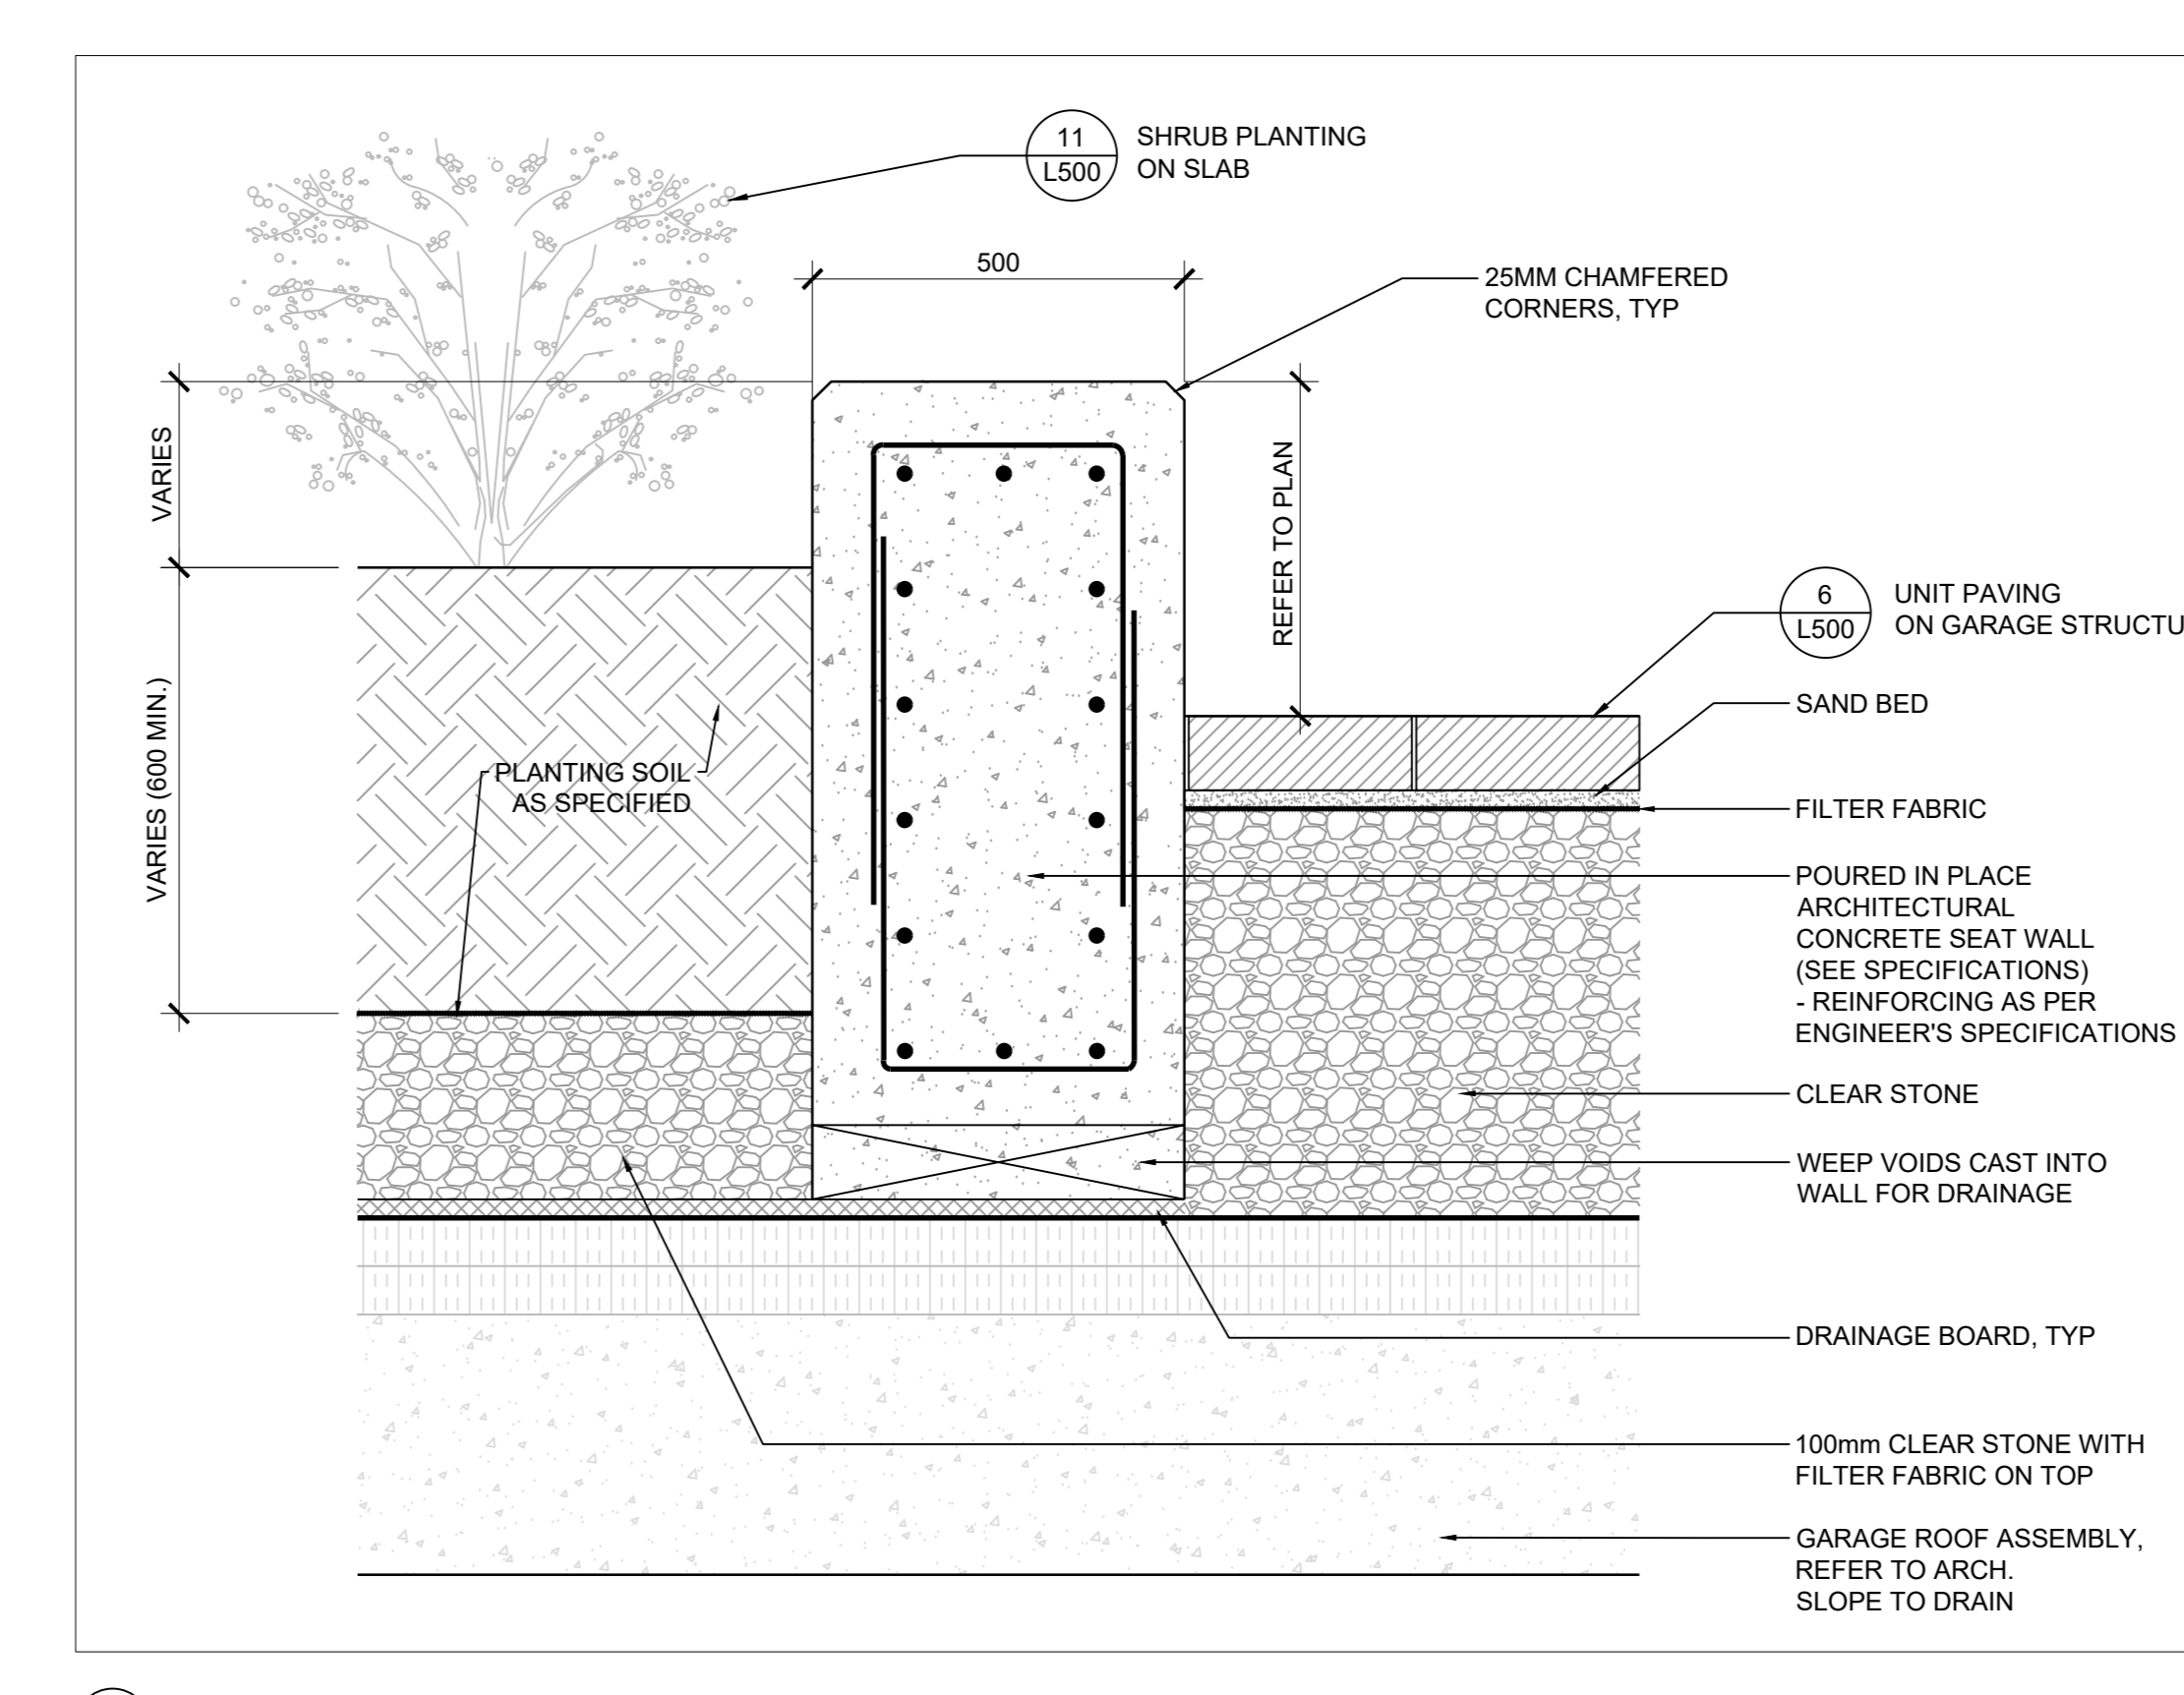 11
L500
SHRUB PLANTING
ON SLAB
500
25MM CHAMFERED
CORNERS, TYP
VARIES
REFER TO PLAN
6
L500
UNIT PAVING
ON GARAGE STRUCTU
SAND BED
VARIES (600 MIN.)
PLANTING SOIL
AS SPECIFIED
FILTER FABRIC
POURED IN PLACE
ARCHITECTURAL
CONCRETE SEAT WALL
(SEE SPECIFICATIONS)
- REINFORCING AS PER
ENGINEER'S SPECIFICATIONS
CLEAR STONE
WEEP VOIDS CAST INTO
WALL FOR DRAINAGE
DRAINAGE BOARD, TYP
100mm CLEAR STONE WITH
FILTER FABRIC ON TOP
GARAGE ROOF ASSEMBLY,
REFER TO ARCH.
SLOPE TO DRAIN